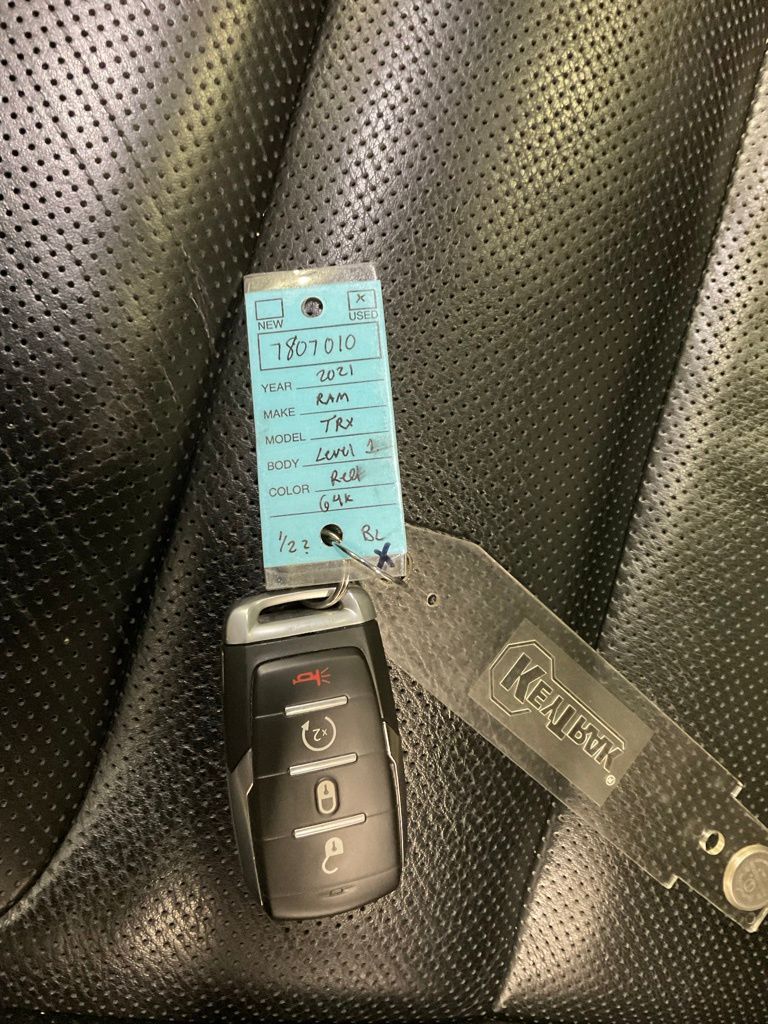 x
NEW USED
7807010
YEAR 2021
MAKE RAM
MODEL TRX
BODY Level 1
COLOR Red
64K
1/22 BL
X
x2
KEYTRAK®